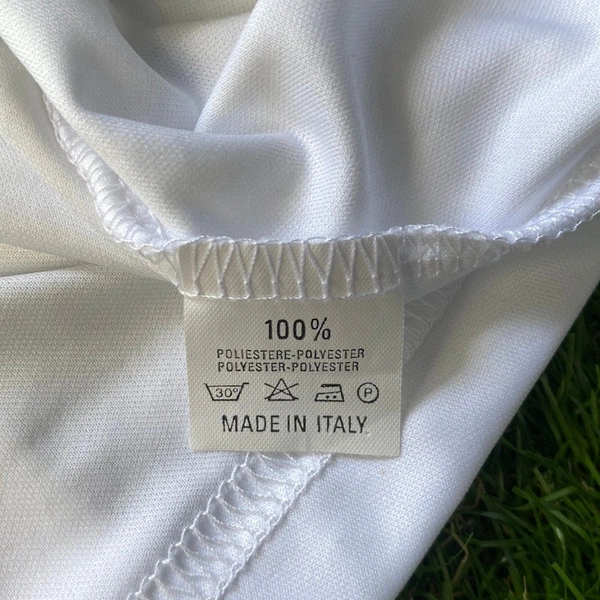 100%
POLIESTERE-POLYESTER
POLYESTER-POLYESTER
30° P
MADE IN ITALY